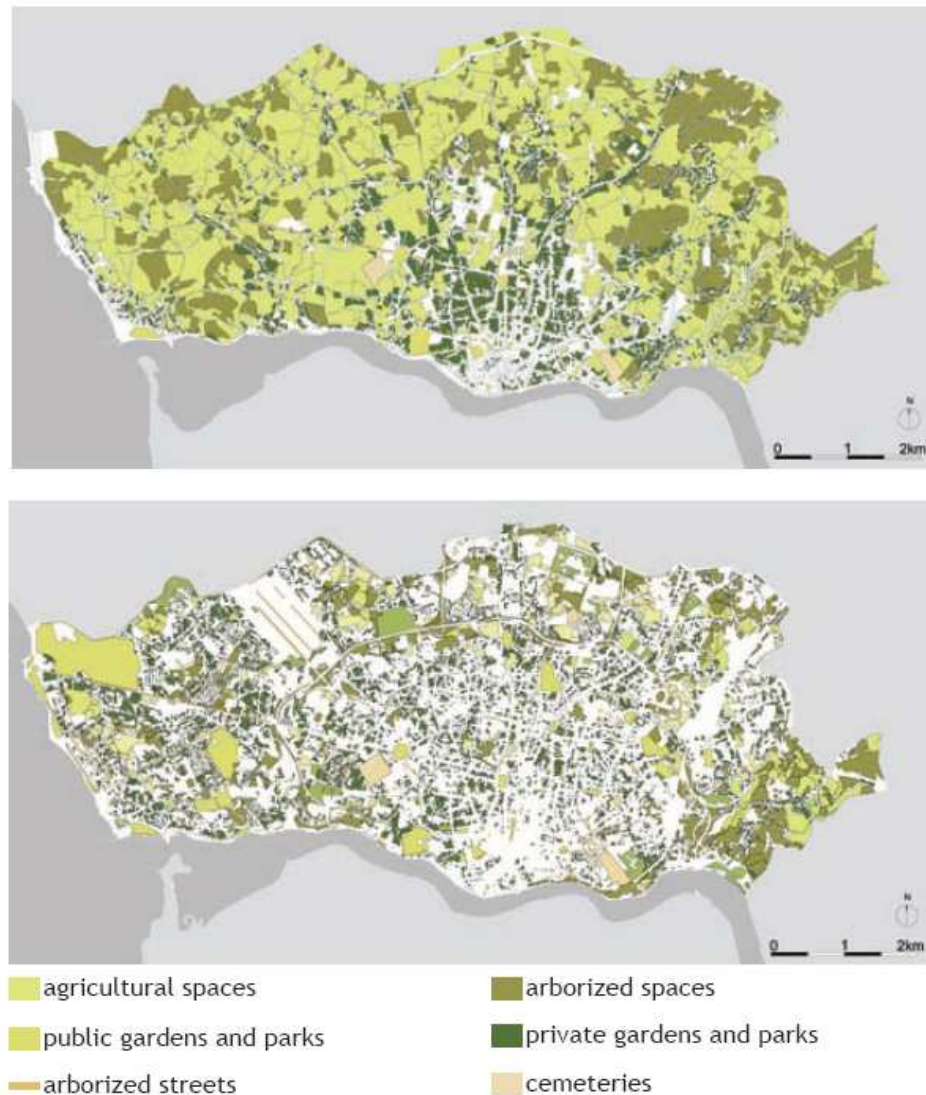 N
0 1 2km
N
0 1 2km
agricultural spaces
arborized spaces
public gardens and parks
private gardens and parks
arborized streets
cemeteries